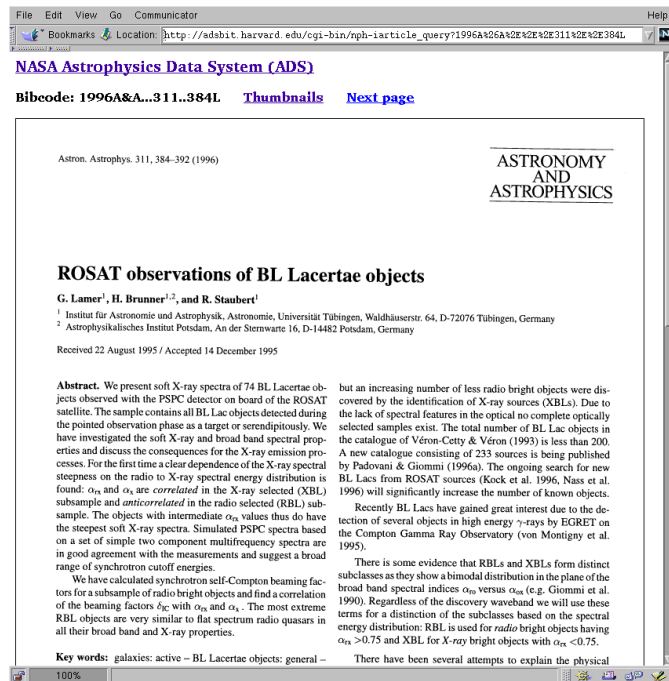 File Edit View Go Communicator Help
Bookmarks Location: http://adsbit.harvard.edu/cgi-bin/nph-iarticle_query?1996A%26A%2E%2E%2E311%2E%2E384L
NASA Astrophysics Data System (ADS)
Bibcode: 1996A&A...311..384L Thumbnails Next page
Astron. Astrophys. 311, 384–392 (1996)
ASTRONOMY
AND
ASTROPHYSICS
ROSAT observations of BL Lacertae objects
G. Lamer¹, H. Brunner¹,², and R. Staubert¹
¹ Institut für Astronomie und Astrophysik, Astronomie, Universität Tübingen, Waldhäuserstr. 64, D-72076 Tübingen, Germany
² Astrophysikalisches Institut Potsdam, An der Sternwarte 16, D-14482 Potsdam, Germany
Received 22 August 1995 / Accepted 14 December 1995
Abstract. We present soft X-ray spectra of 74 BL Lacertae ob-
jects observed with the PSPC detector on board of the ROSAT
satellite. The sample contains all BL Lac objects detected during
the pointed observation phase as a target or serendipitously. We
have investigated the soft X-ray and broad band spectral prop-
erties and discuss the consequences for the X-ray emission pro-
cesses. For the first time a clear dependence of the X-ray spectral
steepness on the radio to X-ray spectral energy distribution is
found: αrx and αx are correlated in the X-ray selected (XBL)
subsample and anticorrelated in the radio selected (RBL) sub-
sample. The objects with intermediate αrx values thus do have
the steepest soft X-ray spectra. Simulated PSPC spectra based
on a set of simple two component multifrequency spectra are
in good agreement with the measurements and suggest a broad
range of synchrotron cutoff energies.
We have calculated synchrotron self-Compton beaming fac-
tors for a subsample of radio bright objects and find a correlation
of the beaming factors δIC with αrx and αx . The most extreme
RBL objects are very similar to flat spectrum radio quasars in
all their broad band and X-ray properties.
Key words: galaxies: active – BL Lacertae objects: general –
but an increasing number of less radio bright objects were dis-
covered by the identification of X-ray sources (XBLs). Due to
the lack of spectral features in the optical no complete optically
selected samples exist. The total number of BL Lac objects in
the catalogue of Véron-Cetty & Véron (1993) is less than 200.
A new catalogue consisting of 233 sources is being published
by Padovani & Giommi (1996a). The ongoing search for new
BL Lacs from ROSAT sources (Kock et al. 1996, Nass et al.
1996) will significantly increase the number of known objects.
Recently BL Lacs have gained great interest due to the de-
tection of several objects in high energy γ-rays by EGRET on
the Compton Gamma Ray Observatory (von Montigny et al.
1995).
There is some evidence that RBLs and XBLs form distinct
subclasses as they show a bimodal distribution in the plane of the
broad band spectral indices αro versus αox (e.g. Giommi et al.
1990). Regardless of the discovery waveband we will use these
terms for a distinction of the subclasses based on the spectral
energy distribution: RBL is used for radio bright objects having
αrx >0.75 and XBL for X-ray bright objects with αrx <0.75.
There have been several attempts to explain the physical
100%